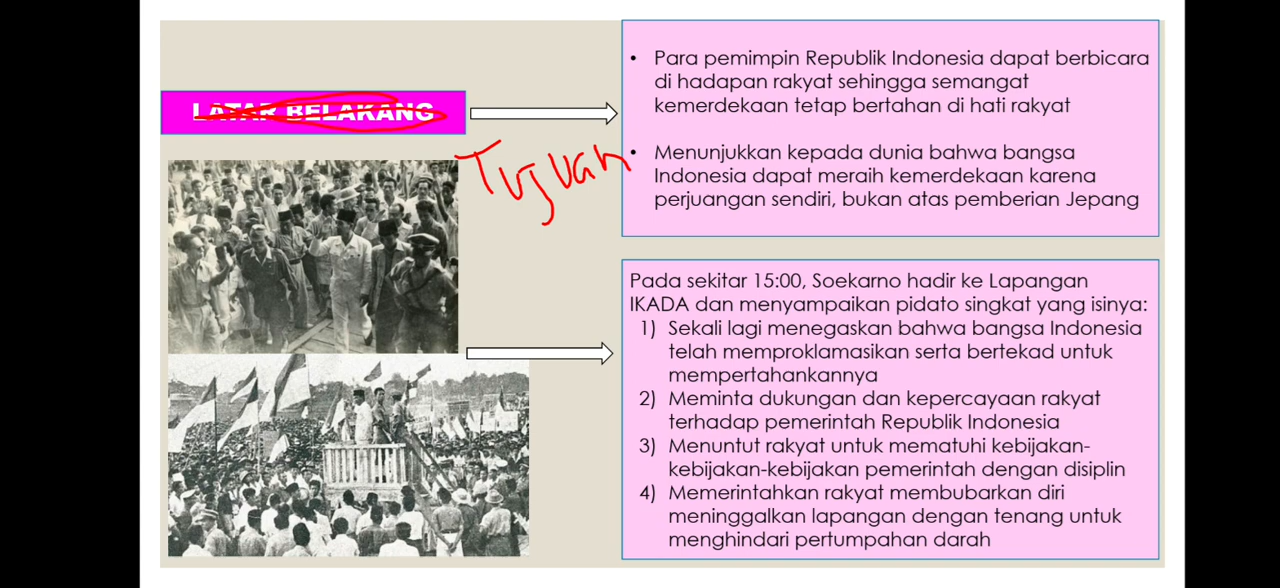 LATAR BELAKANG
Tujuan
• Para pemimpin Republik Indonesia dapat berbicara
di hadapan rakyat sehingga semangat
kemerdekaan tetap bertahan di hati rakyat
• Menunjukkan kepada dunia bahwa bangsa
Indonesia dapat meraih kemerdekaan karena
perjuangan sendiri, bukan atas pemberian Jepang
Pada sekitar 15:00, Soekarno hadir ke Lapangan
IKADA dan menyampaikan pidato singkat yang isinya:
1) Sekali lagi menegaskan bahwa bangsa Indonesia
telah memproklamasikan serta bertekad untuk
mempertahankannya
2) Meminta dukungan dan kepercayaan rakyat
terhadap pemerintah Republik Indonesia
3) Menuntut rakyat untuk mematuhi kebijakan-
kebijakan-kebijakan pemerintah dengan disiplin
4) Memerintahkan rakyat membubarkan diri
meninggalkan lapangan dengan tenang untuk
menghindari pertumpahan darah